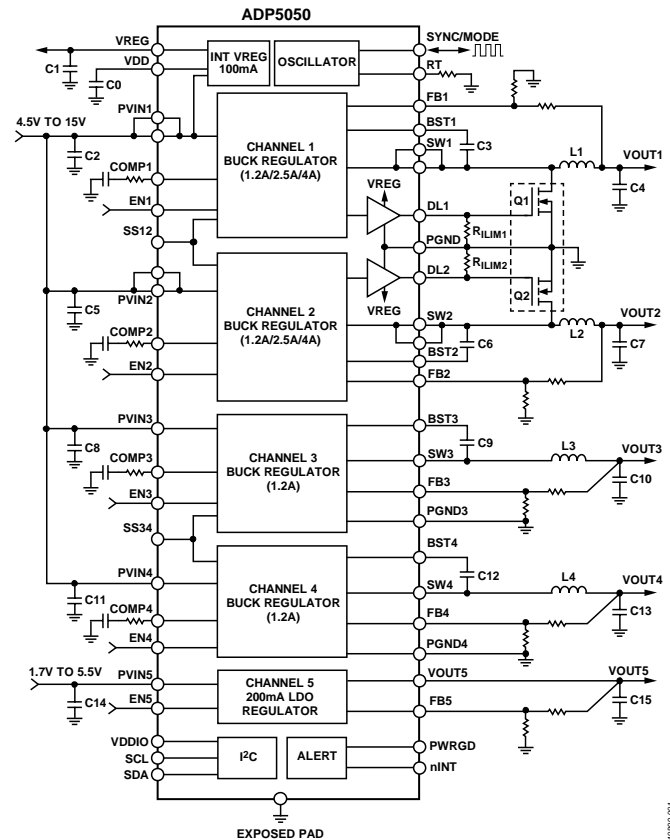 ADP5050
VREG
C1
VDD
C0
INT VREG
100mA
OSCILLATOR
SYNC/MODE
RT
FB1
BST1
SW1
C3
L1
VOUT1
C4
4.5V TO 15V
PVIN1
C2
COMP1
EN1
SS12
CHANNEL 1
BUCK REGULATOR
(1.2A/2.5A/4A)
VREG
DL1
Q1
RILIM1
PGND
RILIM2
DL2
Q2
VREG
C5
PVIN2
COMP2
EN2
CHANNEL 2
BUCK REGULATOR
(1.2A/2.5A/4A)
SW2
L2
VOUT2
C7
C6
BST2
FB2
PVIN3
C8
COMP3
EN3
SS34
CHANNEL 3
BUCK REGULATOR
(1.2A)
BST3
C9
SW3
L3
VOUT3
C10
FB3
PGND3
PVIN4
C11
COMP4
EN4
CHANNEL 4
BUCK REGULATOR
(1.2A)
BST4
C12
SW4
L4
VOUT4
C13
FB4
PGND4
1.7V TO 5.5V
PVIN5
C14
EN5
CHANNEL 5
200mA LDO
REGULATOR
VOUT5
VOUT5
C15
FB5
VDDIO
SCL
SDA
I2C
ALERT
PWRGD
nINT
EXPOSED PAD